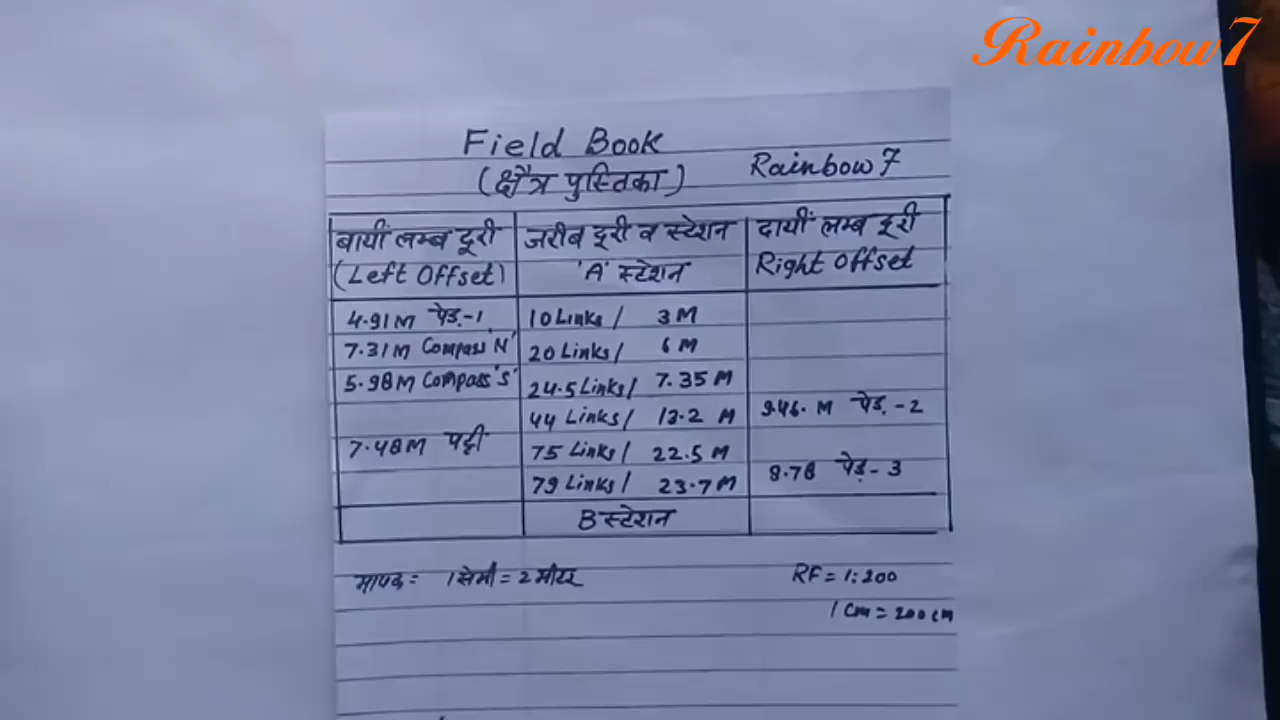 Rainbow7
Field Book
(क्षैत्र पुस्तिका) Rainbow 7
बायीं लम्ब दूरी जरीब दूरी व स्टेशन दायीं लम्ब दूरी
(Left Offset) 'A' स्टेशन Right Offset
4.91M पेड़-1 10 Links / 3 M
7.31M Compass 'N' 20 Links / 6 M
5.98M Compass 'S' 24.5 Links / 7.35 M
44 Links / 13.2 M 946. M पेड़ -2
7.48M पट्टी 75 Links / 22.5 M
79 Links / 23.7 M 8.78 पेड़ - 3
B स्टेशन
मापक = 1 सेमी = 2 मीटर RF = 1:200
1 Cm = 200 cm